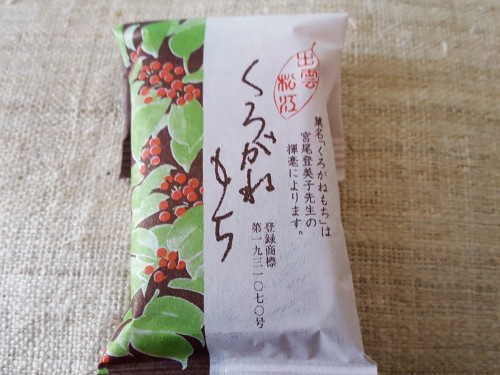 出雲
松江
菓名「くろがねもち」は
宮尾登美子先生の
揮毫によります。
くろがね
もち
登録商標
第一九三一〇七〇号